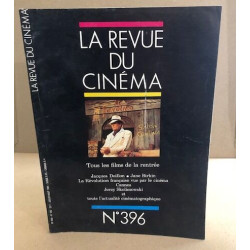 LA REVUE DU CINÉMA
LA REVUE
DU
CINÉMA
Tous les films de la rentrée
Jacques Doillon • Jane Birkin
La Révolution française vue par le cinéma
Cannes
Jerzy Skolimowski
et
toute l'actualité cinématographique
N° 396